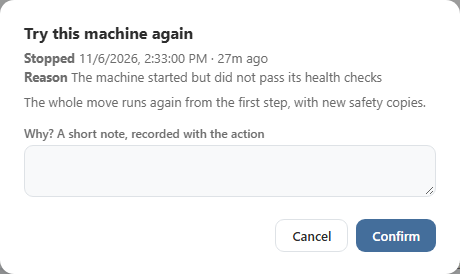 Try this machine again
Stopped 11/6/2026, 2:33:00 PM · 27m ago
Reason The machine started but did not pass its health checks
The whole move runs again from the first step, with new safety copies.
Why? A short note, recorded with the action
Cancel Confirm